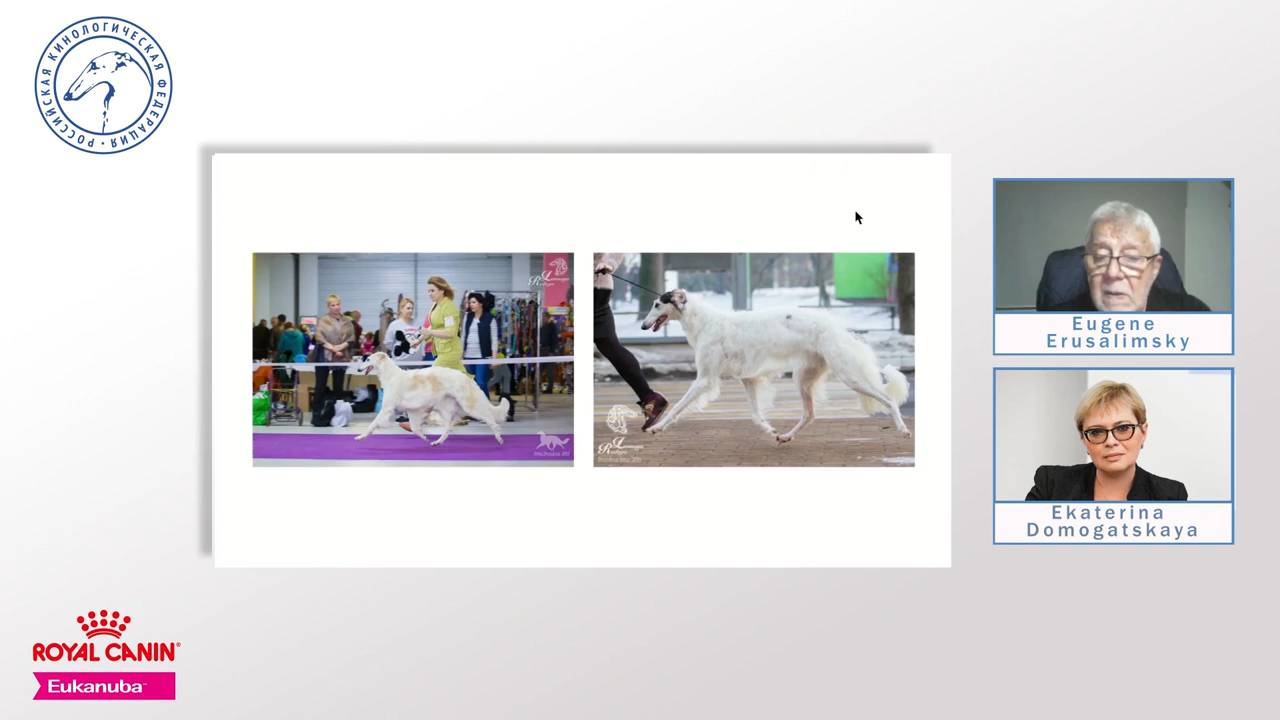 РОССИЙСКАЯ КИНОЛОГИЧЕСКАЯ ФЕДЕРАЦИЯ
Eugene
Erusalimsky
Ekaterina
Domogatskaya
ROYAL CANIN
Eukanuba